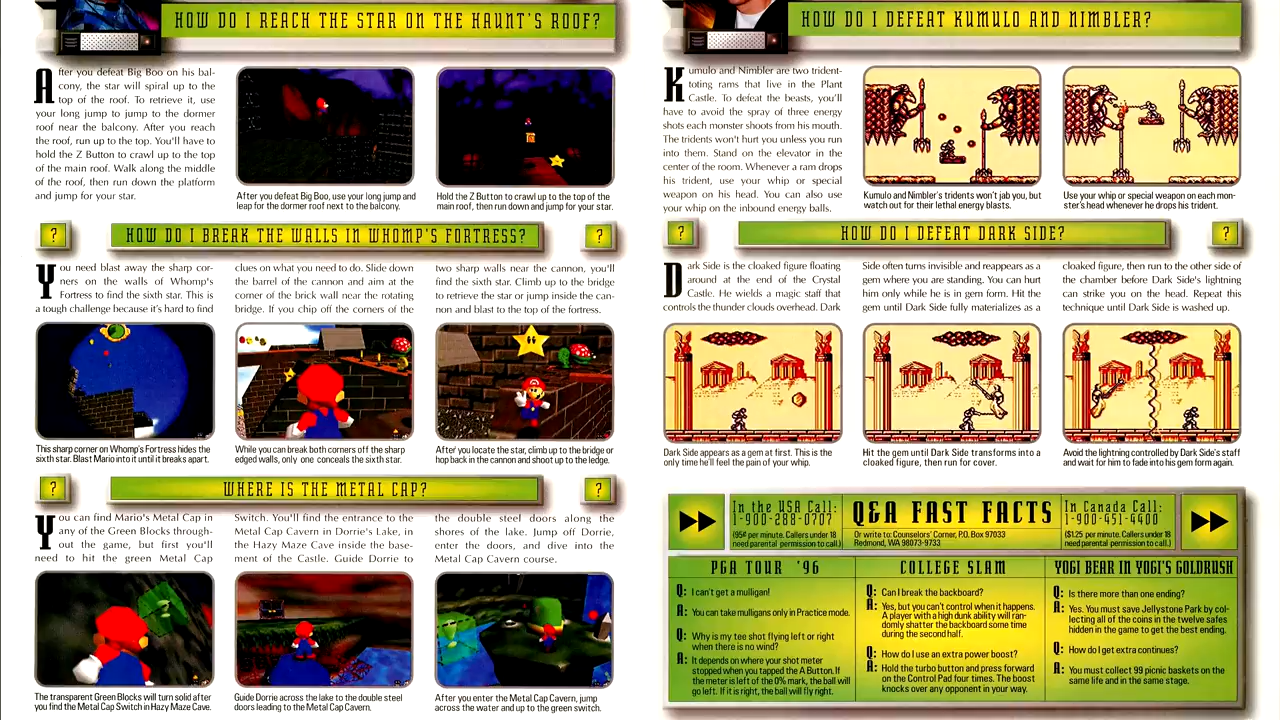 HOW DO I REACH THE STAR ON THE HAUNT'S ROOF?
After you defeat Big Boo on his bal-
cony, the star will spiral up to the
top of the roof. To retrieve it, use
your long jump to jump to the dormer
roof near the balcony. After you reach
the roof, run up to the top. You'll have to
hold the Z Button to crawl up to the top
of the main roof. Walk along the middle
of the roof, then run down the platform
and jump for your star.
After you defeat Big Boo, use your long jump and
leap for the dormer roof next to the balcony.
Hold the Z Button to crawl up to the top of the
main roof, then run down and jump for your star.
?
HOW DO I BREAK THE WALLS IN WHOMP'S FORTRESS?
?
You need blast away the sharp cor-
ners on the walls of Whomp's
Fortress to find the sixth star. This is
a tough challenge because it's hard to find
clues on what you need to do. Slide down
the barrel of the cannon and aim at the
corner of the brick wall near the rotating
bridge. If you chip off the corners of the
two sharp walls near the cannon, you'll
find the sixth star. Climb up to the bridge
to retrieve the star or jump inside the can-
non and blast to the top of the fortress.
This sharp corner on Whomp's Fortress hides the
sixth star. Blast Mario into it until it breaks apart.
While you can break both corners off the sharp
edged walls, only one conceals the sixth star.
After you locate the star, climb up to the bridge or
hop back in the cannon and shoot up to the ledge.
?
WHERE IS THE METAL CAP?
?
You can find Mario's Metal Cap in
any of the Green Blocks through-
out the game, but first you'll
need to hit the green Metal Cap
Switch. You'll find the entrance to the
Metal Cap Cavern in Dorrie's Lake, in
the Hazy Maze Cave inside the base-
ment of the Castle. Guide Dorrie to
the double steel doors along the
shores of the lake. Jump off Dorrie,
enter the doors, and dive into the
Metal Cap Cavern course.
The transparent Green Blocks will turn solid after
you find the Metal Cap Switch in Hazy Maze Cave.
Guide Dorrie across the lake to the double steel
doors leading to the Metal Cap Cavern.
After you enter the Metal Cap Cavern, jump
across the water and up to the green switch.
HOW DO I DEFEAT KUMULO AND NIMBLER?
Kumulo and Nimbler are two trident-
toting rams that live in the Plant
Castle. To defeat the beasts, you'll
have to avoid the spray of three energy
shots each monster shoots from his mouth.
The tridents won't hurt you unless you run
into them. Stand on the elevator in the
center of the room. Whenever a ram drops
his trident, use your whip or special
weapon on his head. You can also use
your whip on the inbound energy balls.
Kumulo and Nimbler's tridents won't jab you, but
watch out for their lethal energy blasts.
Use your whip or special weapon on each mon-
ster's head whenever he drops his trident.
?
HOW DO I DEFEAT DARK SIDE?
?
Dark Side is the cloaked figure floating
around at the end of the Crystal
Castle. He wields a magic staff that
controls the thunder clouds overhead. Dark
Side often turns invisible and reappears as a
gem where you are standing. You can hurt
him only while he is in gem form. Hit the
gem until Dark Side fully materializes as a
cloaked figure, then run to the other side of
the chamber before Dark Side's lightning
can strike you on the head. Repeat this
technique until Dark Side is washed up.
Dark Side appears as a gem at first. This is the
only time he'll feel the pain of your whip.
Hit the gem until Dark Side transforms into a
cloaked figure, then run for cover.
Avoid the lightning controlled by Dark Side's staff
and wait for him to fade into his gem form again.
In the USA Call:
1-900-288-0707
(95¢ per minute. Callers under 18
need parental permission to call.)
Q&A FAST FACTS
Or write to: Counselors' Corner, P.O. Box 97033
Redmond, WA 98073-9733
In Canada Call:
1-900-451-4400
($1.25 per minute. Callers under 18
need parental permission to call.)
PGA TOUR '96
Q: I can't get a mulligan!
A: You can take mulligans only in Practice mode.
Q: Why is my tee shot flying left or right
when there is no wind?
A: It depends on where your shot meter
stopped when you tapped the A Button. If
the meter is left of the 0% mark, the ball will
go left. If it is right, the ball will fly right.
COLLEGE SLAM
Q: Can I break the backboard?
A: Yes, but you can't control when it happens.
A player with a high dunk ability will ran-
domly shatter the backboard some time
during the second half.
Q: How do I use an extra power boost?
A: Hold the turbo button and press forward
on the Control Pad four times. The boost
knocks over any opponent in your way.
YOGI BEAR IN YOGI'S GOLDRUSH
Q: Is there more than one ending?
A: Yes. You must save Jellystone Park by col-
lecting all of the coins in the twelve safes
hidden in the game to get the best ending.
Q: How do I get extra continues?
A: You must collect 99 picnic baskets on the
same life and in the same stage.